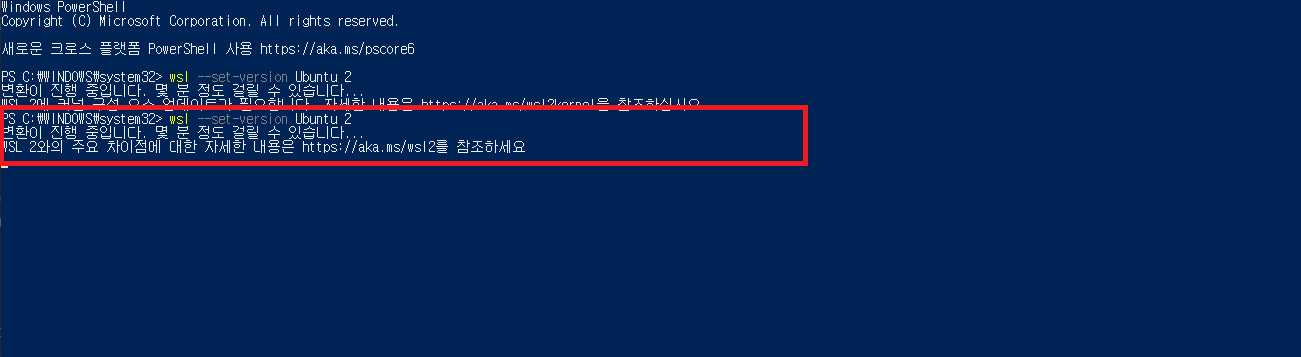 Windows PowerShell
Copyright (C) Microsoft Corporation. All rights reserved.
새로운 크로스 플랫폼 PowerShell 사용 https://aka.ms/pscore6
PS C:\WINDOWS\system32> wsl --set-version Ubuntu 2
변환이 진행 중입니다. 몇 분 정도 걸릴 수 있습니다...
WSL 2에 커널 구성 요소 업데이트가 필요합니다. 자세한 내용은 https://aka.ms/wsl2kernel을 참조하십시오
PS C:\WINDOWS\system32> wsl --set-version Ubuntu 2
변환이 진행 중입니다. 몇 분 정도 걸릴 수 있습니다...
WSL 2와의 주요 차이점에 대한 자세한 내용은 https://aka.ms/wsl2를 참조하세요